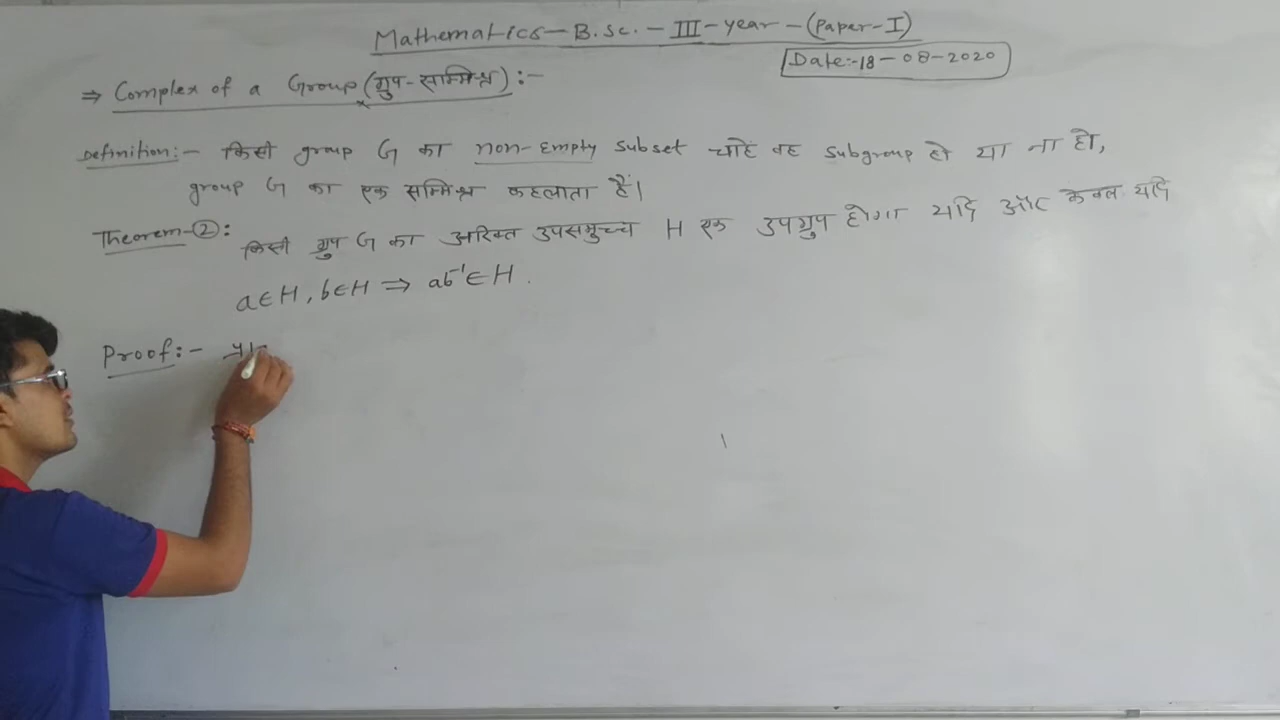 Mathematics-B.Sc.-III-year-(Paper-I)
Date:-18-08-2020
⇒ Complex of a Group (ग्रुप-सम्मिश्र):-
Definition:- किसी group G का non-Empty subset चाहे वह subgroup हो या ना हो,
group G का एक सम्मिश्र कहलाता हैं।
Theorem-②:
किसी ग्रुप G का अरिक्त उपसमुच्च H एक उपग्रुप होगा यदि और केवल यदि
a∈H, b∈H ⇒ ab⁻¹∈H.
Proof:-